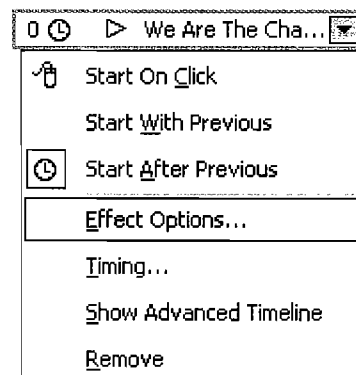 0 We Are The Cha...
Start On Click
Start With Previous
Start After Previous
Effect Options...
Timing...
Show Advanced Timeline
Remove